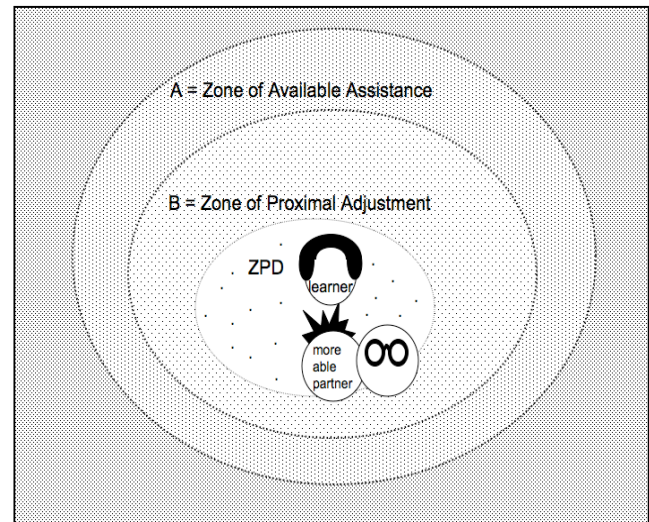 A = Zone of Available Assistance
B = Zone of Proximal Adjustment
ZPD
learner
more
able
partner